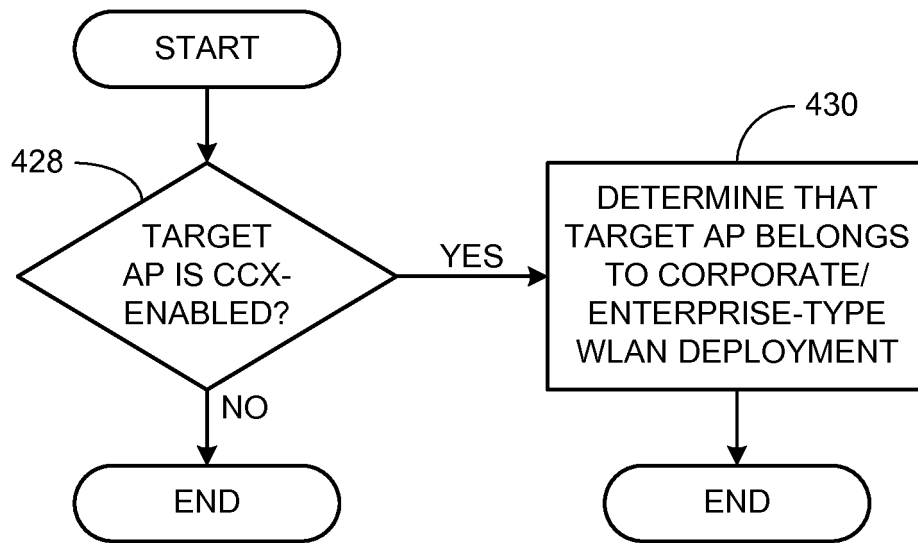 START
428
TARGET
AP IS CCX-
ENABLED?
YES
430
DETERMINE THAT
TARGET AP BELONGS
TO CORPORATE/
ENTERPRISE-TYPE
WLAN DEPLOYMENT
NO
END
END